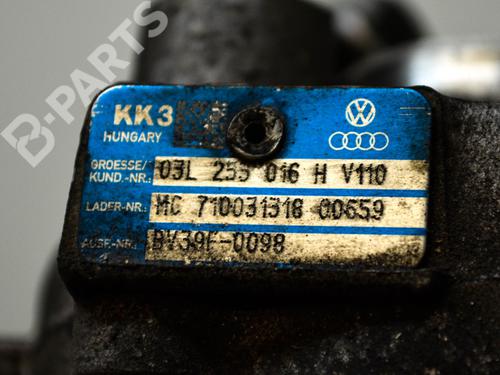 B-PARTS
KK3
HUNGARY
GROESSE/
KUND.-NR.: 03L 253 016 H V110
LADER-NR.: MC 710031318 00659
AUSF.-NR.: BV39F-0098